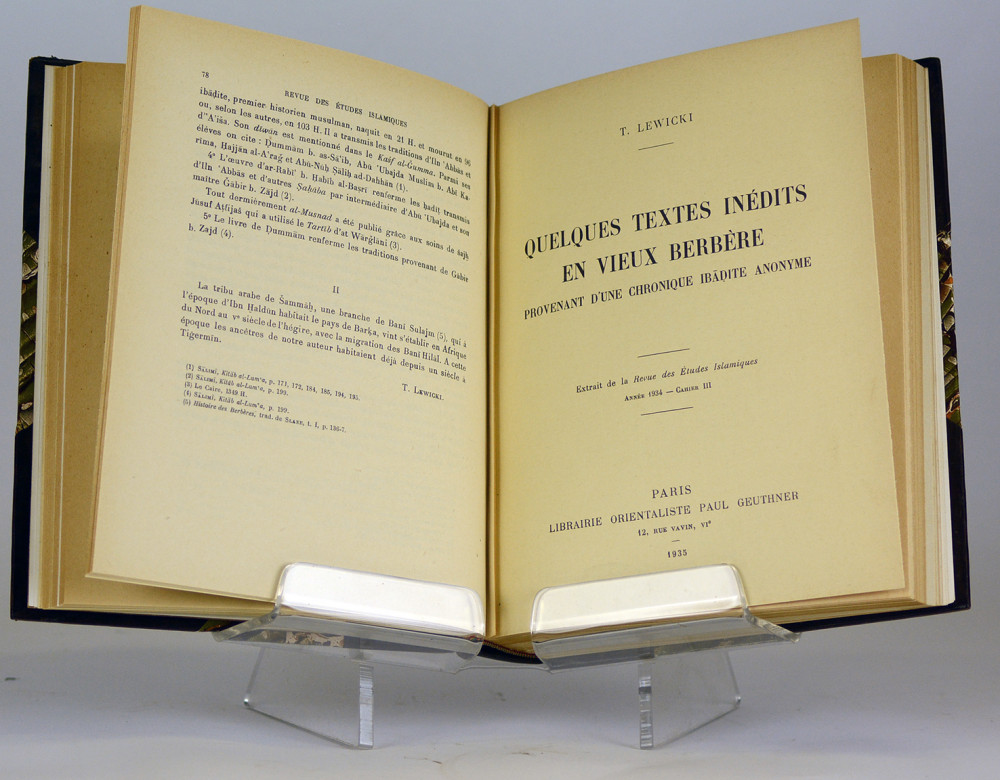 78
REVUE DES ÉTUDES ISLAMIQUES
ibāḍite, premier historien musulman, naquit en 21 H. et mourut en 96
ou, selon les autres, en 103 H. Il a transmis les traditions d'Iln 'Abbās et
d''A'iša. Son diwān est mentionné dans le Kašf al-Ġumma. Parmi ses
élèves on cite : Ḍummām b. as-Sā'ib, Abū 'Ubajda Muslim b. Abī Ka-
rīma, Hajjān al-A'raǧ et Abū-Nūḥ Ṣāliḥ ad-Dahhān (1).
4° L'œuvre d'ar-Rabī' b. Ḥabīb al-Baṣrī renferme les ḥadīṯ transmis
d'Iln 'Abbās et d'autres Ṣaḥāba par intermédiaire d'Abū 'Ubajda et son
maître Ǧābir b. Zājd (2).
Tout dernièrement al-Musnad a été publié grâce aux soins de šajḫ
Jūsuf Aṭfījaš qui a utilisé le Tartīb d'at Wārǧlānī (3).
5° Le livre de Ḍummām renferme les traditions provenant de Ǧābir
b. Zajd (4).
II
La tribu arabe de Šammāḫ, une branche de Banī Sulajm (5), qui à
l'époque d'Ibn Ḫaldūn habitait le pays de Barḳa, vint s'établir en Afrique
du Nord au Vᵉ siècle de l'hégire, avec la migration des Banī Hilāl. A cette
époque les ancêtres de notre auteur habitaient déjà depuis un siècle à
Tigermīn.
T. LEWICKI.
(1) SĀLIMĪ, Kitāb al-Lum'a, p. 171, 172, 184, 185, 194, 195.
(2) SĀLIMĪ, Kitāb al-Lum'a, p. 199.
(3) Le Caire, 1349 H.
(4) SĀLIMĪ, Kitāb al-Lum'a, p. 199.
(5) Histoire des Berbères, trad. de SLANE, t. I, p. 136-7.
T. LEWICKI
QUELQUES TEXTES INÉDITS
EN VIEUX BERBÈRE
PROVENANT D'UNE CHRONIQUE IBĀḌITE ANONYME
Extrait de la Revue des Études Islamiques
ANNÉE 1934 — CAHIER III
PARIS
LIBRAIRIE ORIENTALISTE PAUL GEUTHNER
12, RUE VAVIN, VIᵉ
1935